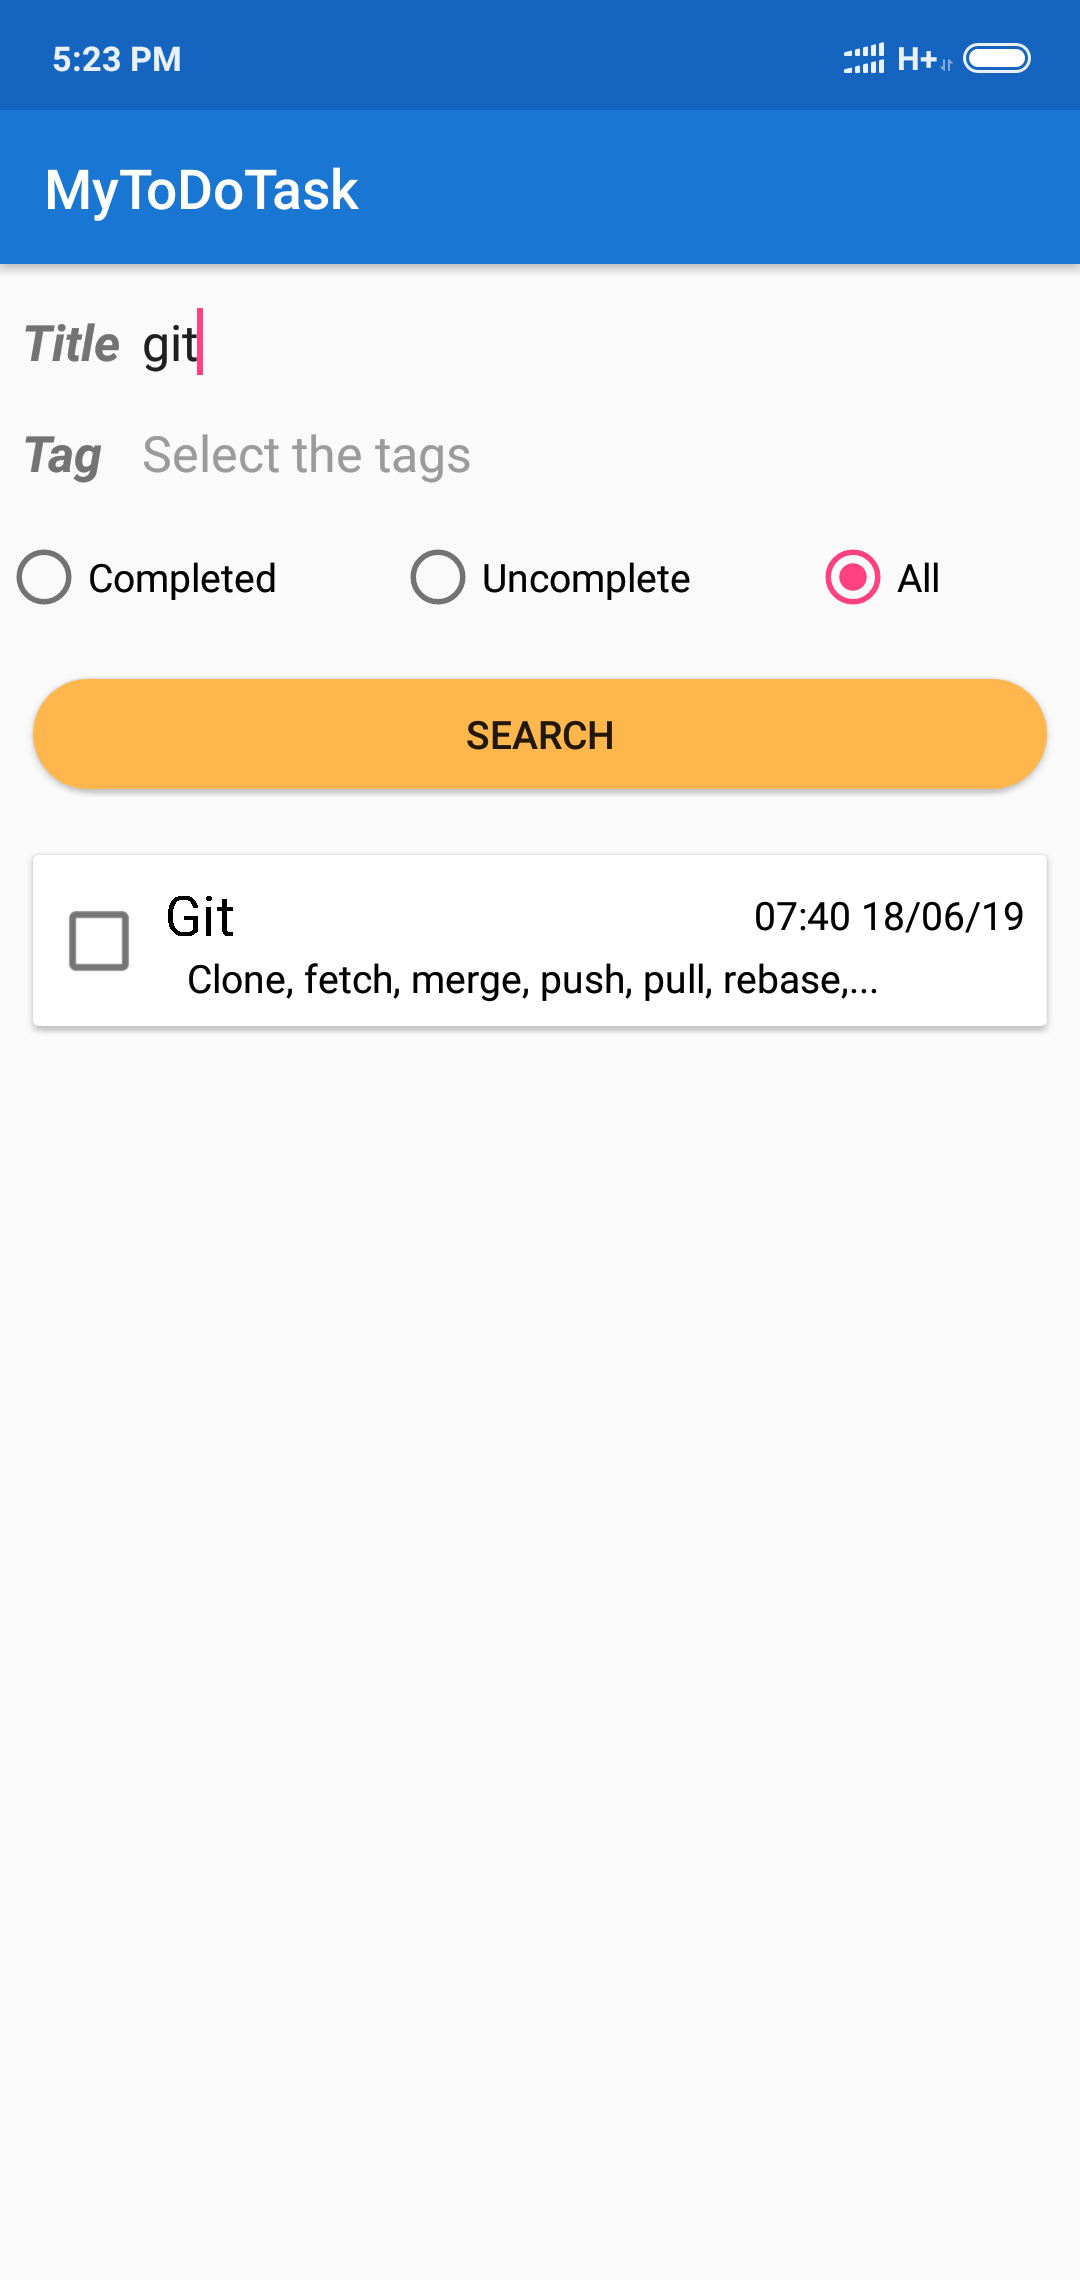 5:23 PM H+
MyToDoTask
Title git
Tag Select the tags
Completed Uncomplete All
SEARCH
Git 07:40 18/06/19
Clone, fetch, merge, push, pull, rebase,...